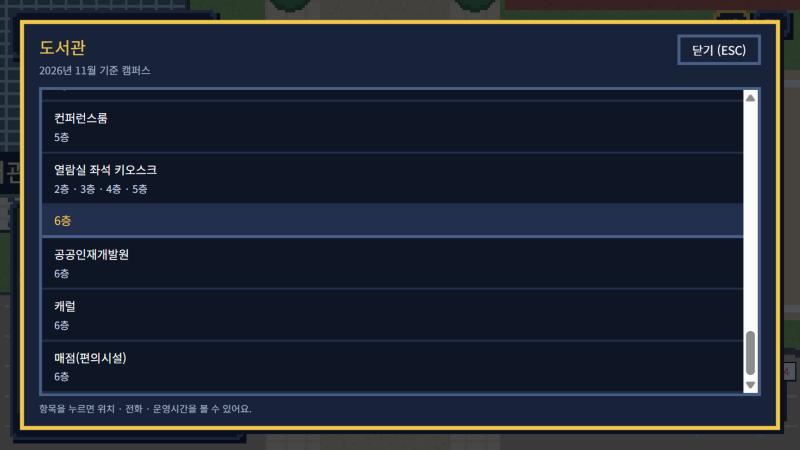 도서관
닫기 (ESC)
2026년 11월 기준 캠퍼스
컨퍼런스룸
5층
열람실 좌석 키오스크
2층 · 3층 · 4층 · 5층
6층
공공인재개발원
6층
캐럴
6층
매점(편의시설)
6층
항목을 누르면 위치 · 전화 · 운영시간을 볼 수 있어요.